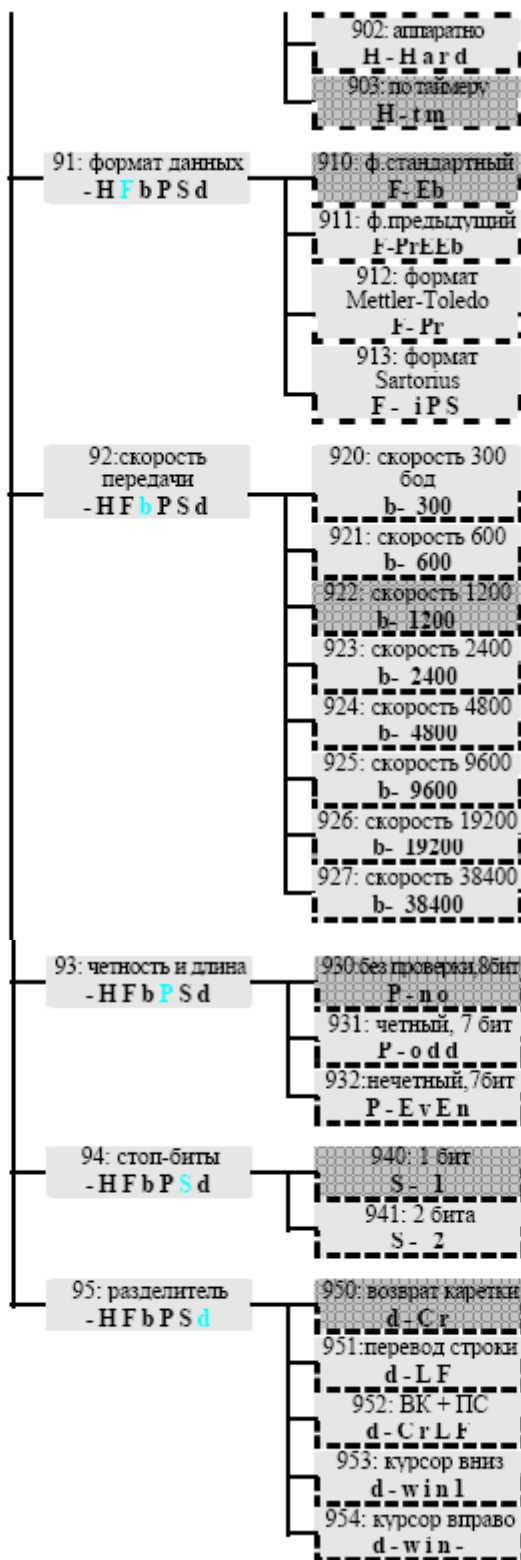 902: аппаратно
H - H a r d
903: по таймеру
H - t m
91: формат данных
- H F b P S d
910: ф.стандартный
F- Eb
911: ф.предыдущий
F-PrEEb
912: формат
Mettler-Toledo
F- Pr
913: формат
Sartorius
F - i P S
92:скорость
передачи
- H F b P S d
920: скорость 300
бод
b- 300
921: скорость 600
b- 600
922: скорость 1200
b- 1200
923: скорость 2400
b- 2400
924: скорость 4800
b- 4800
925: скорость 9600
b- 9600
926: скорость 19200
b- 19200
927: скорость 38400
b- 38400
93: четность и длина
- H F b P S d
930:без проверки,8бит
P - n o
931: четный, 7 бит
P - o d d
932:нечетный,7бит
P - E v E n
94: стоп-биты
- H F b P S d
940: 1 бит
S - 1
941: 2 бита
S - 2
95: разделитель
- H F b P S d
950: возврат каретки
d - C r
951:перевод строки
d - L F
952: ВК + ПС
d - C r L F
953: курсор вниз
d - w i n l
954: курсор вправо
d - w i n -